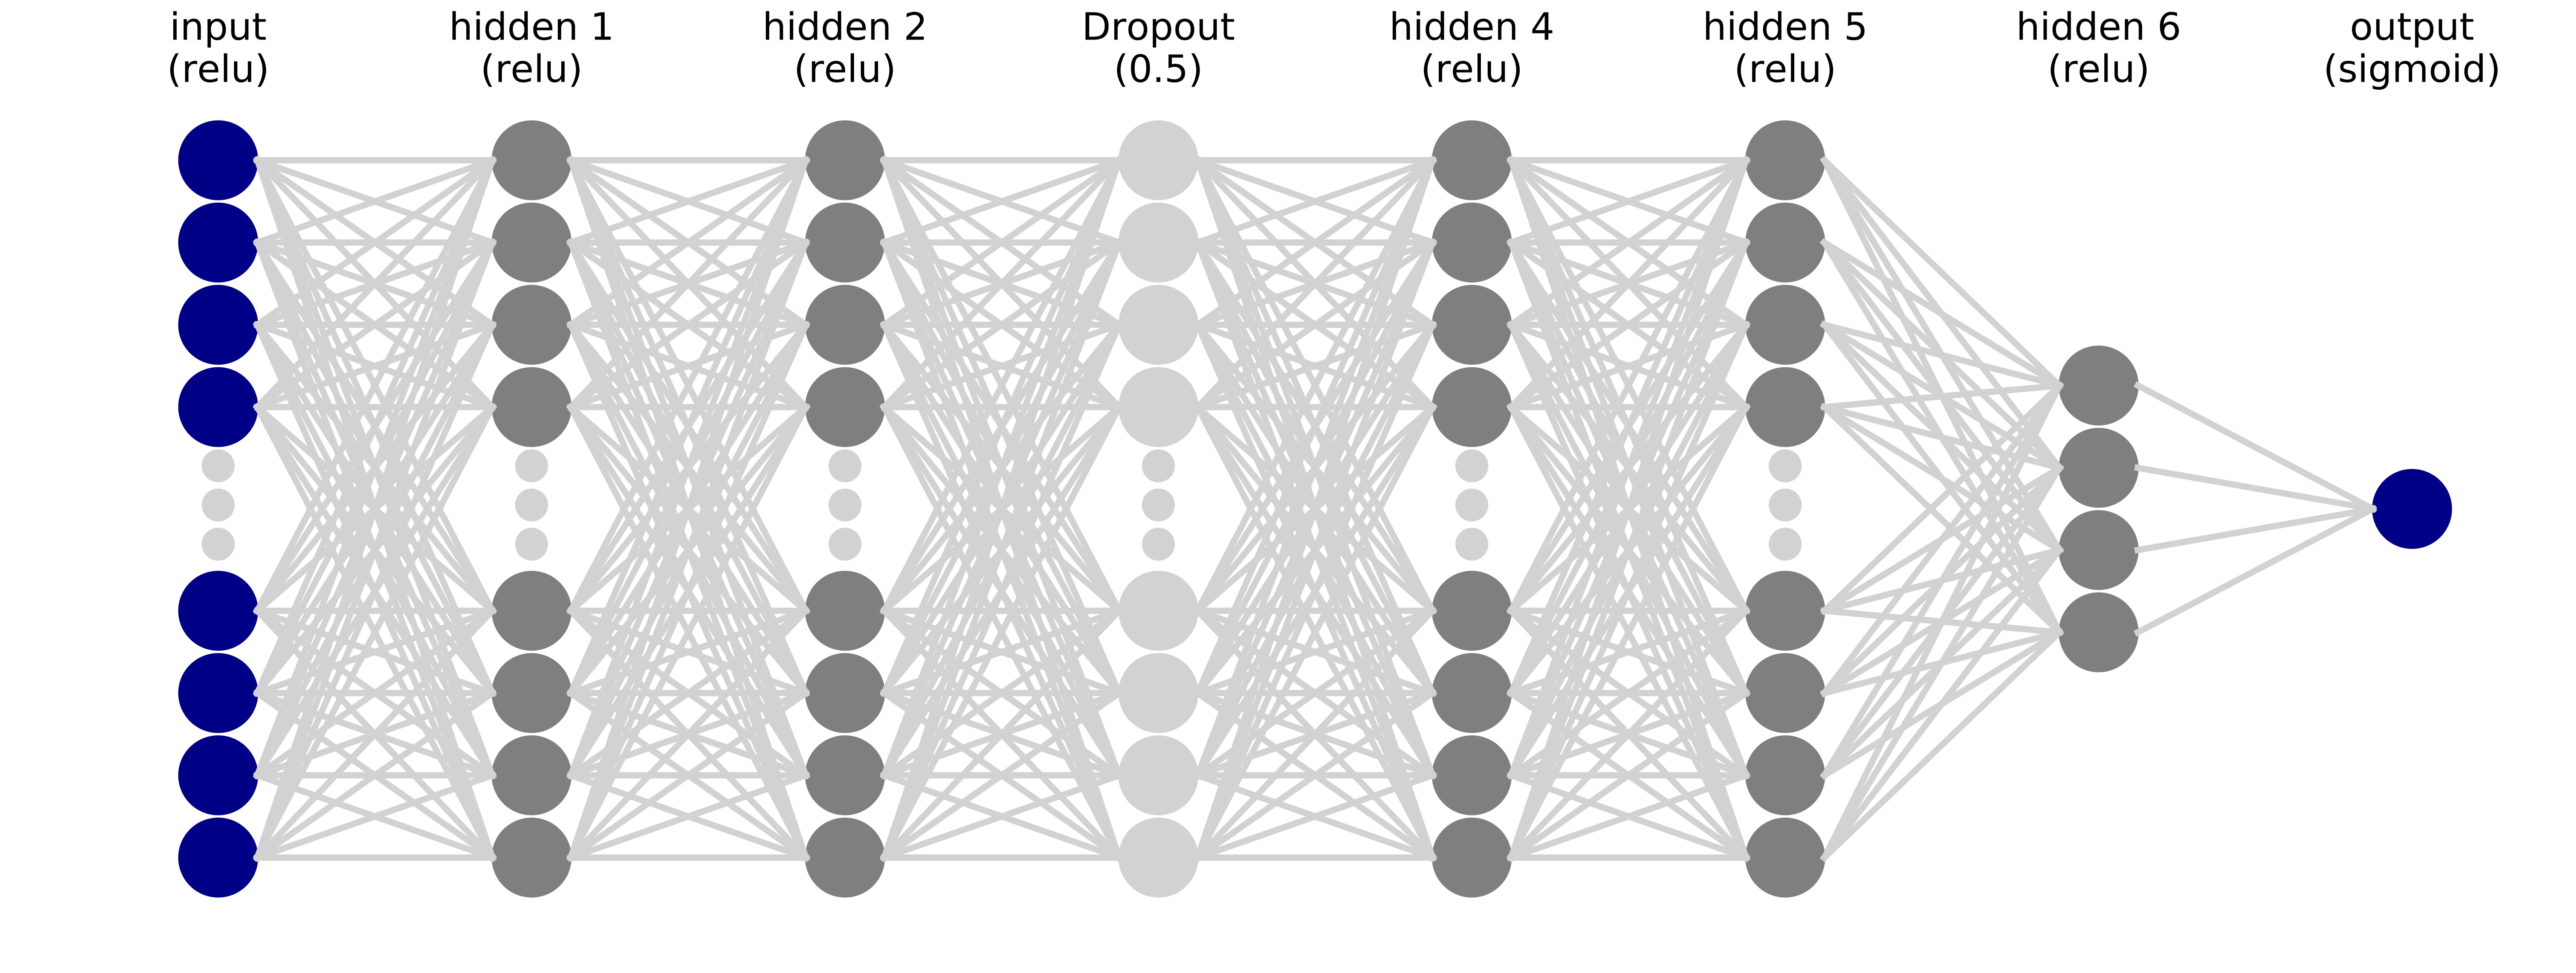 input
(relu)
hidden 1
(relu)
hidden 2
(relu)
Dropout
(0.5)
hidden 4
(relu)
hidden 5
(relu)
hidden 6
(relu)
output
(sigmoid)